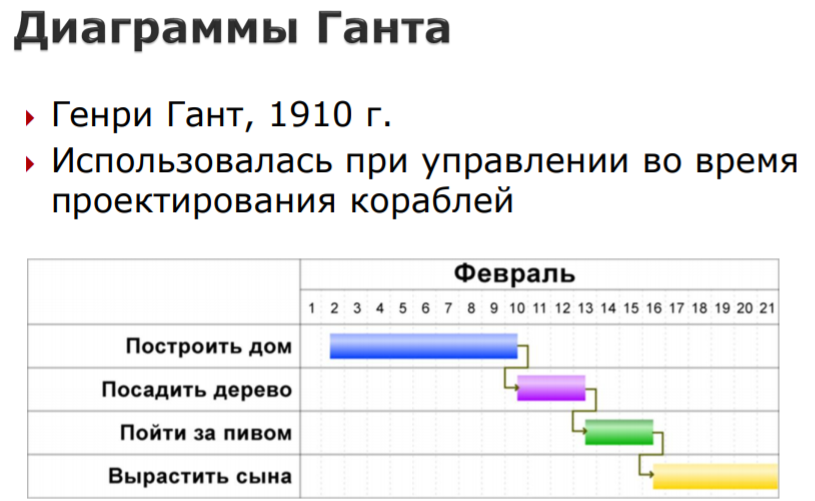 Диаграммы Ганта
Генри Гант, 1910 г.
Использовалась при управлении во время
проектирования кораблей
Февраль
1 2 3 4 5 6 7 8 9 10 11 12 13 14 15 16 17 18 19 20 21
Построить дом
Посадить дерево
Пойти за пивом
Вырастить сына